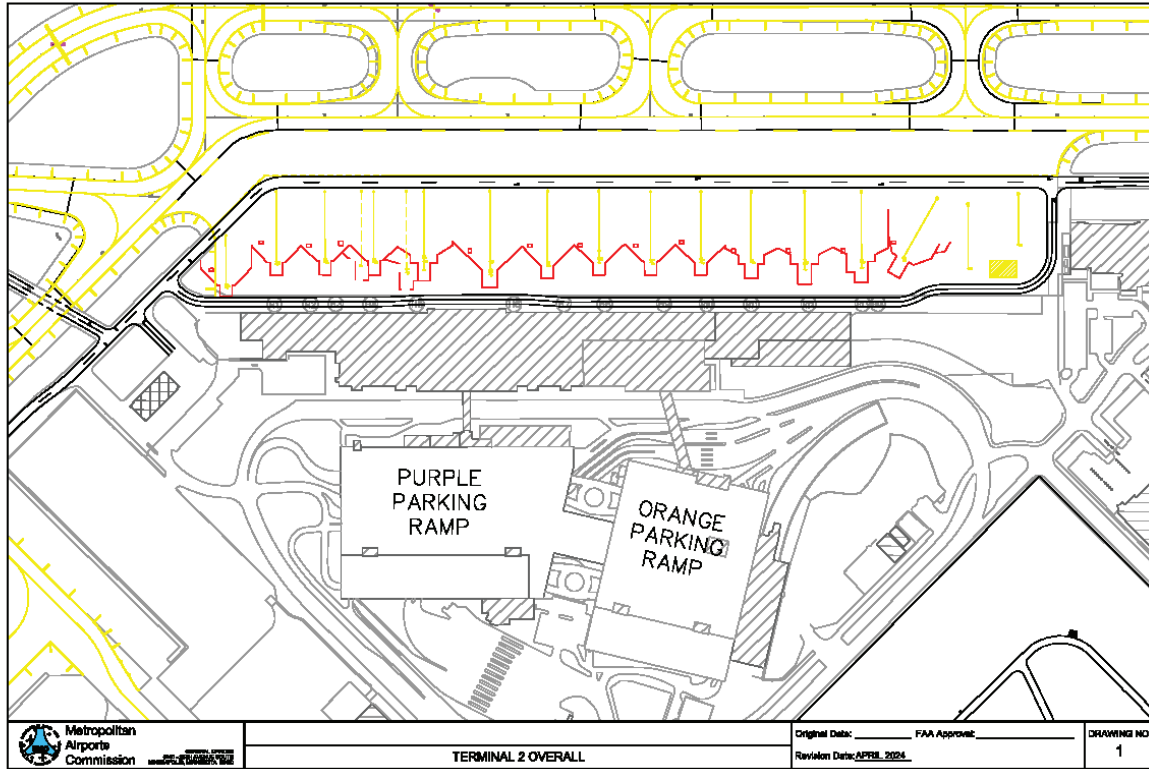 PURPLE
PARKING
RAMP
ORANGE
PARKING
RAMP
Metropolitan
Airports
Commission
TERMINAL 2 OVERALL
Original Date: FAA Approval:
Revision Date: APRIL 2024
DRAWING NO
1